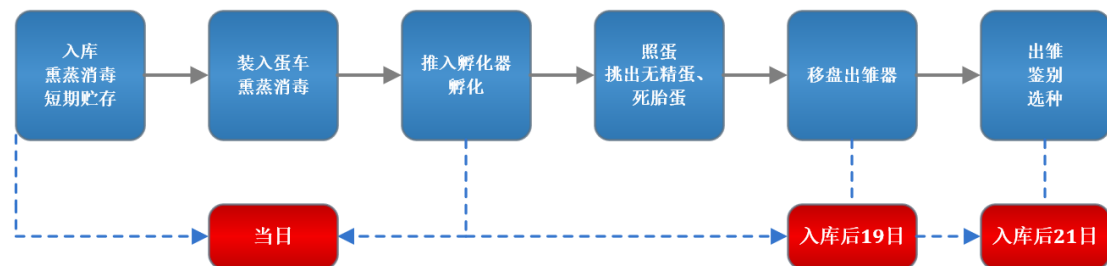 入库
熏蒸消毒
短期贮存
装入蛋车
熏蒸消毒
推入孵化器
孵化
照蛋
挑出无精蛋、
死胎蛋
移盘出雏器
出雏
鉴别
选种
当日
入库后19日
入库后21日